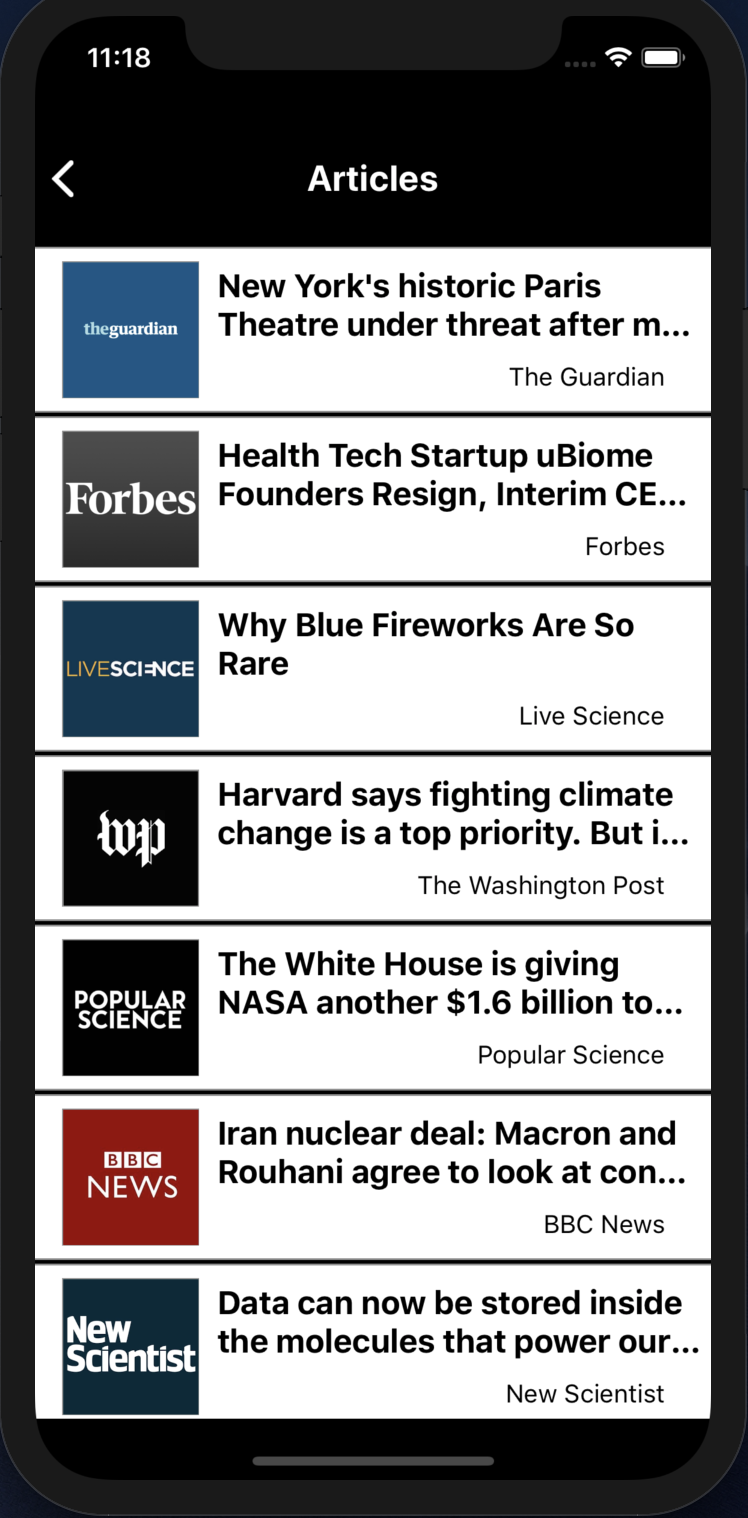 11:18
Articles
theguardian
New York's historic Paris
Theatre under threat after m...
The Guardian
Forbes
Health Tech Startup uBiome
Founders Resign, Interim CE...
Forbes
LIVESCIENCE
Why Blue Fireworks Are So
Rare
Live Science
wp
Harvard says fighting climate
change is a top priority. But i...
The Washington Post
POPULAR
SCIENCE
The White House is giving
NASA another $1.6 billion to...
Popular Science
BBC
NEWS
Iran nuclear deal: Macron and
Rouhani agree to look at con...
BBC News
New
Scientist
Data can now be stored inside
the molecules that power our...
New Scientist